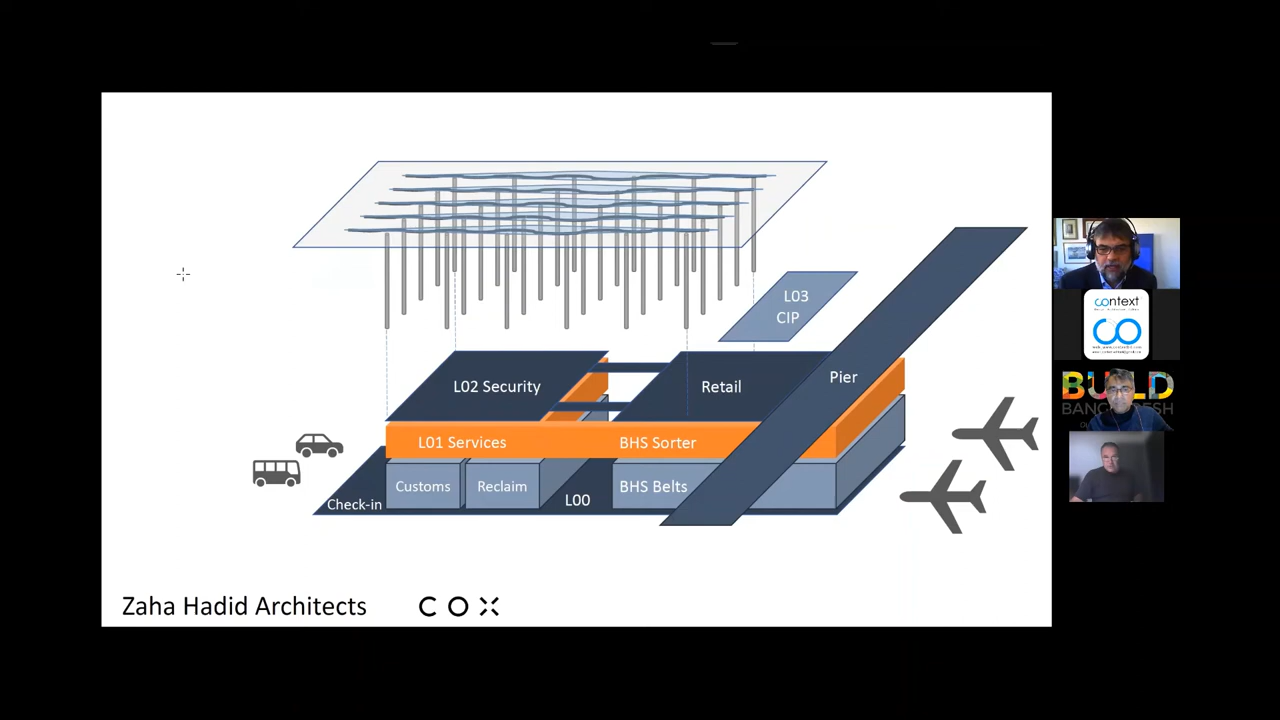 L03
CIP
L02 Security
Retail
Pier
L01 Services
BHS Sorter
Customs
Reclaim
BHS Belts
Check-in
L00
Zaha Hadid Architects
COX
context
CO
BUILD